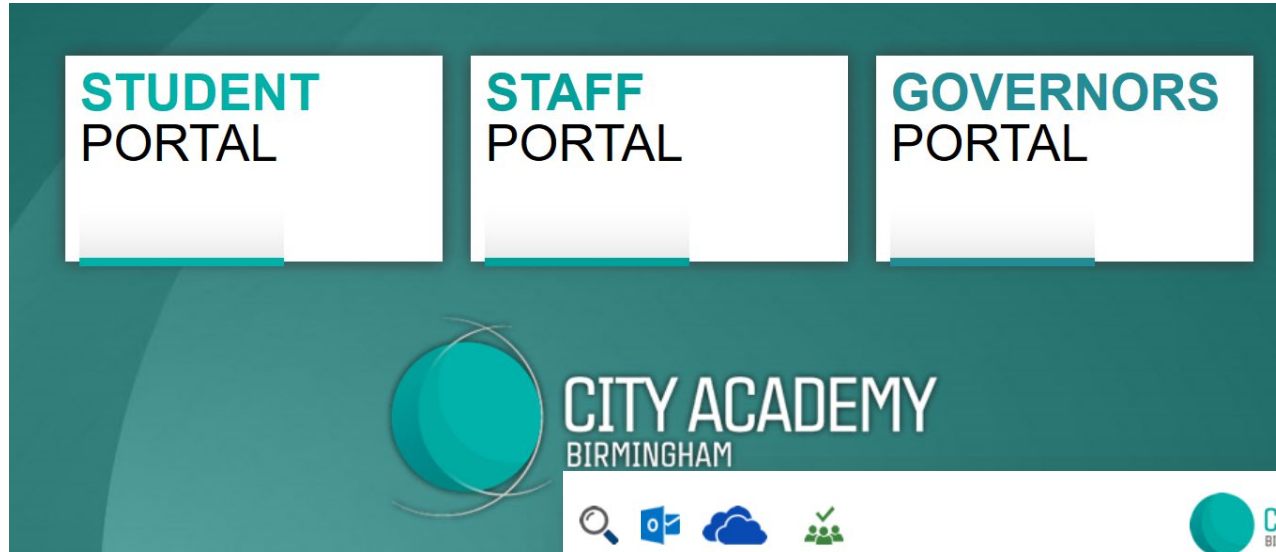 STUDENT
PORTAL
STAFF
PORTAL
GOVERNORS
PORTAL
CITY ACADEMY
BIRMINGHAM